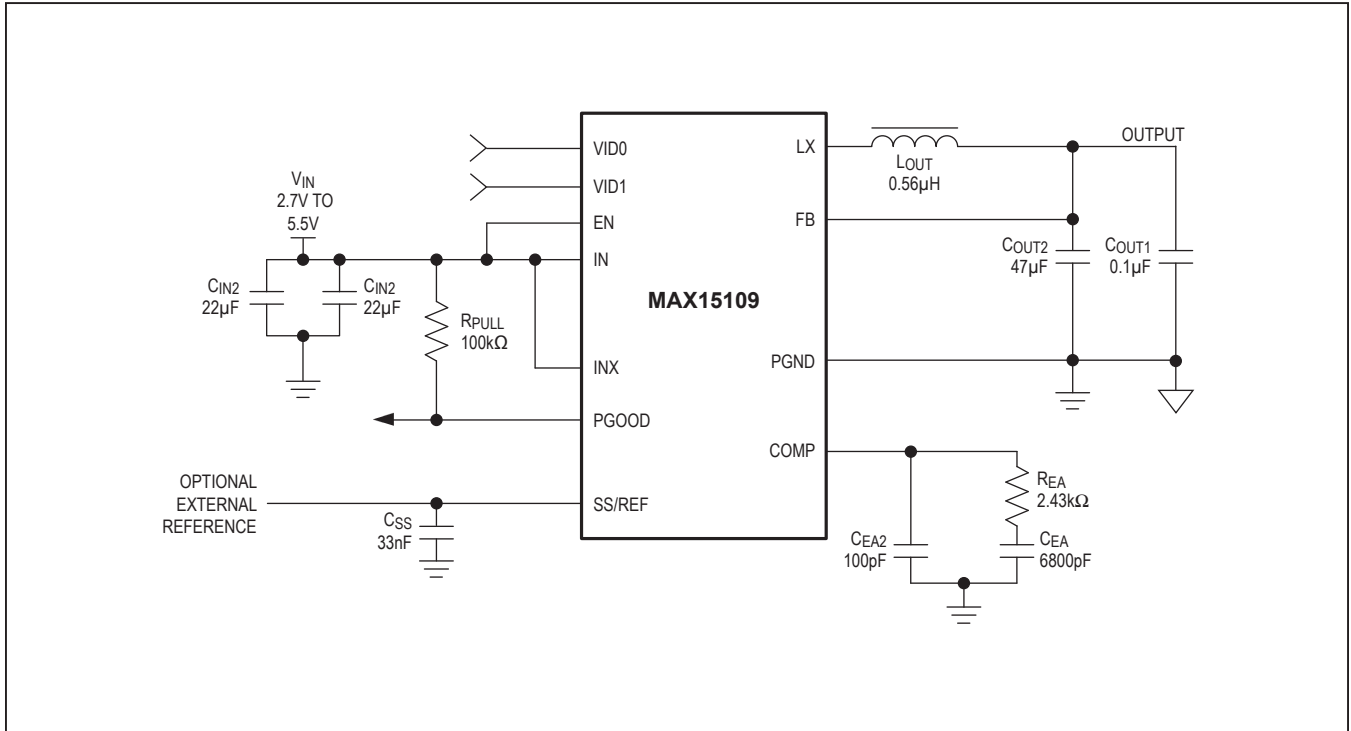 VIN
2.7V TO
5.5V
CIN2
22µF
CIN2
22µF
RPULL
100kΩ
OPTIONAL
EXTERNAL
REFERENCE
CSS
33nF
VID0
VID1
EN
IN
INX
PGOOD
SS/REF
MAX15109
LX
FB
PGND
COMP
LOUT
0.56µH
OUTPUT
COUT2
47µF
COUT1
0.1µF
REA
2.43kΩ
CEA2
100pF
CEA
6800pF